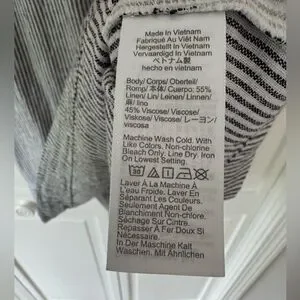 Made In Vietnam
Fabriqué Au Việt Nam
Hergestellt In Vietnam
Vervaardigd In Vietnam
ベトナム製
hecho en vietnam
Body/ Corps/ Oberteil/
Romp/ 本体/ Cuerpo: 55%
Linen/ Lin/ Leinen/ Linnen/
麻/ lino
45% Viscose/ Viscose/
Viskose/ Viscose/ レーヨン/
viscosa
Machine Wash Cold. With
Like Colors. Non-chlorine
Bleach Only. Line Dry. Iron
On Lowest Setting.
30
Laver À La Machine À
L'eau Froide. Laver En
Séparant Les Couleurs.
Seulement Agent De
Blanchiment Non-chlore.
Séchage Sur Cintre.
Repasser À Fer Doux Si
Nécessaire.
In Der Maschine Kalt
Waschen. Mit Ähnlichen